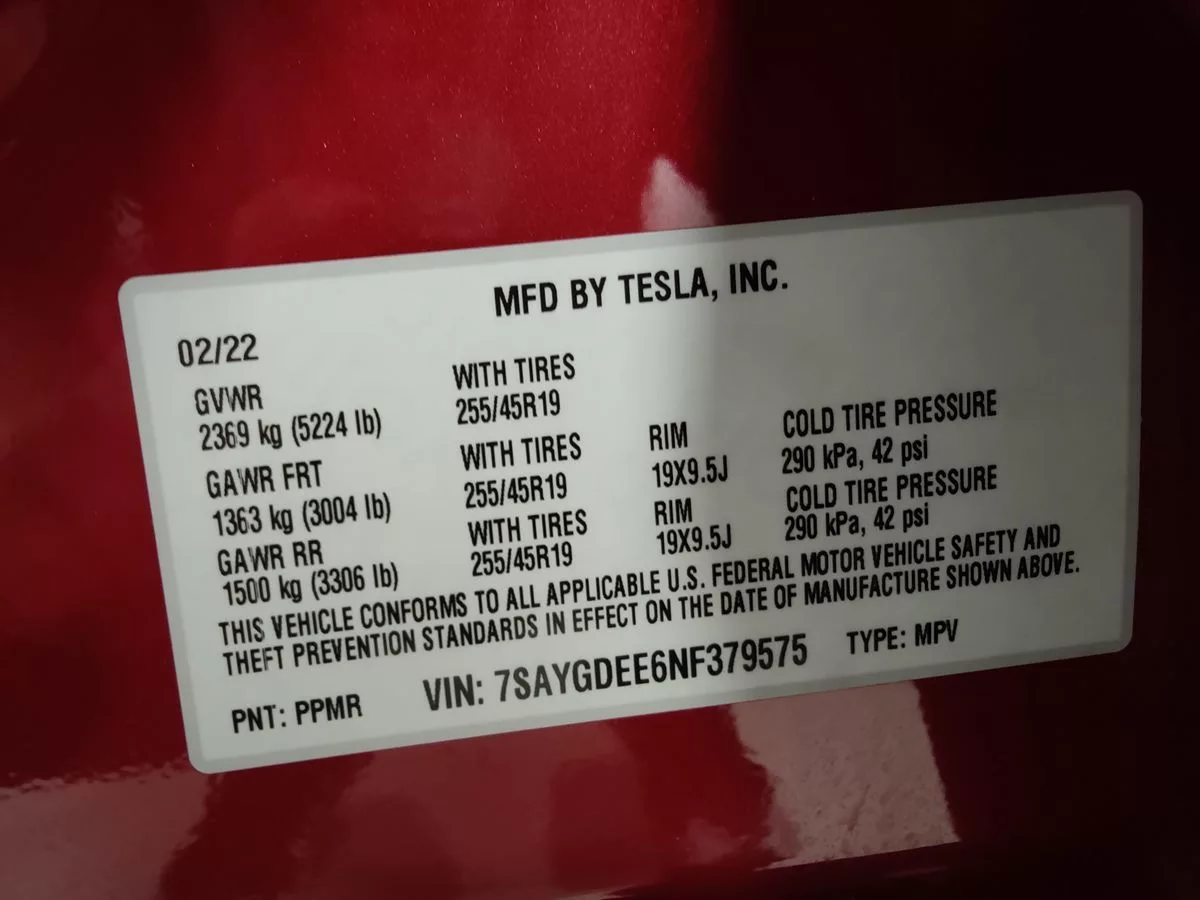 MFD BY TESLA, INC.
02/22
GVWR WITH TIRES
2369 kg (5224 lb) 255/45R19
GAWR FRT WITH TIRES RIM COLD TIRE PRESSURE
1363 kg (3004 lb) 255/45R19 19X9.5J 290 kPa, 42 psi
GAWR RR WITH TIRES RIM COLD TIRE PRESSURE
1500 kg (3306 lb) 255/45R19 19X9.5J 290 kPa, 42 psi
THIS VEHICLE CONFORMS TO ALL APPLICABLE U.S. FEDERAL MOTOR VEHICLE SAFETY AND
THEFT PREVENTION STANDARDS IN EFFECT ON THE DATE OF MANUFACTURE SHOWN ABOVE.
PNT: PPMR VIN: 7SAYGDEE6NF379575 TYPE: MPV